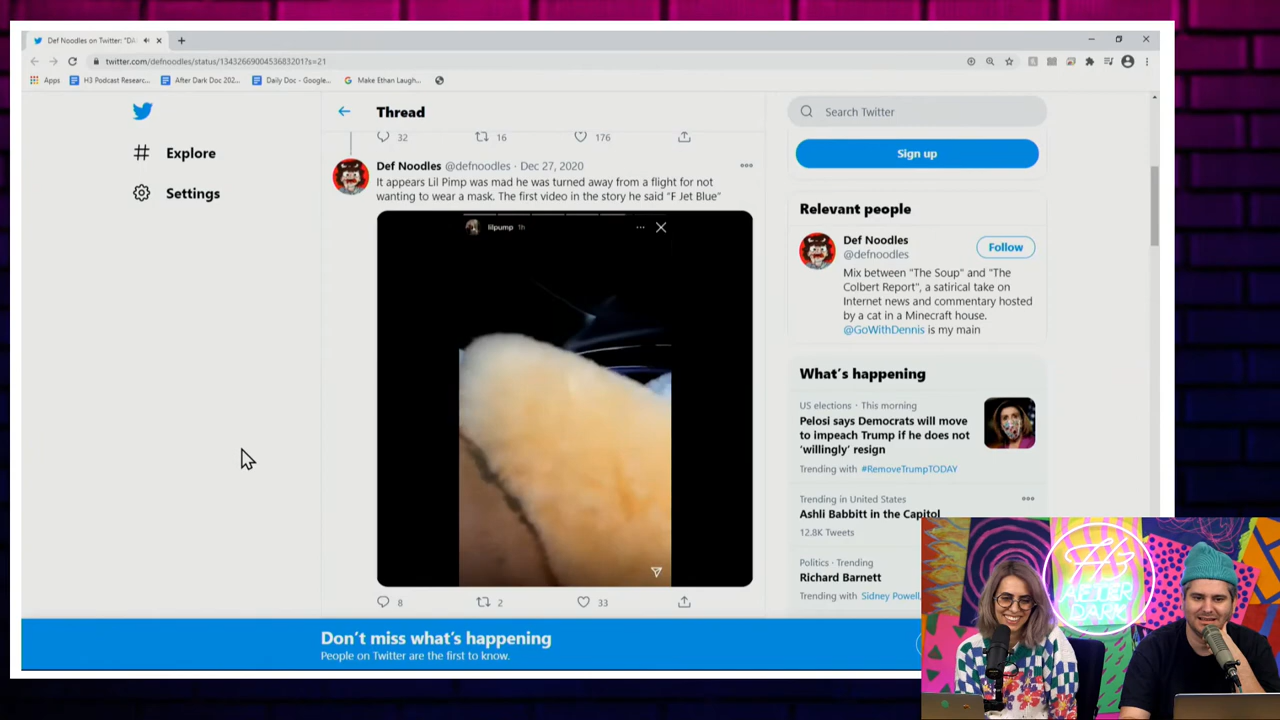 Def Noodles on Twitter: "DA
twitter.com/defnoodles/status/1343266900453683201?s=21
Apps
H3 Podcast Researc...
After Dark Doc 202...
Daily Doc - Google...
Make Ethan Laugh...
Explore
Settings
Thread
32
16
176
Def Noodles @defnoodles · Dec 27, 2020
It appears Lil Pimp was mad he was turned away from a flight for not
wanting to wear a mask. The first video in the story he said “F Jet Blue”
lilpump 1h
8
2
33
Search Twitter
Sign up
Relevant people
Def Noodles
@defnoodles
Follow
Mix between "The Soup" and "The
Colbert Report", a satirical take on
Internet news and commentary hosted
by a cat in a Minecraft house.
@GoWithDennis is my main
What’s happening
US elections · This morning
Pelosi says Democrats will move
to impeach Trump if he does not
‘willingly’ resign
Trending with #RemoveTrumpTODAY
Trending in United States
Ashli Babbitt in the Capitol
12.8K Tweets
Politics · Trending
Richard Barnett
Trending with Sidney Powell,
Don’t miss what’s happening
People on Twitter are the first to know.
H3
AFTER
DARK